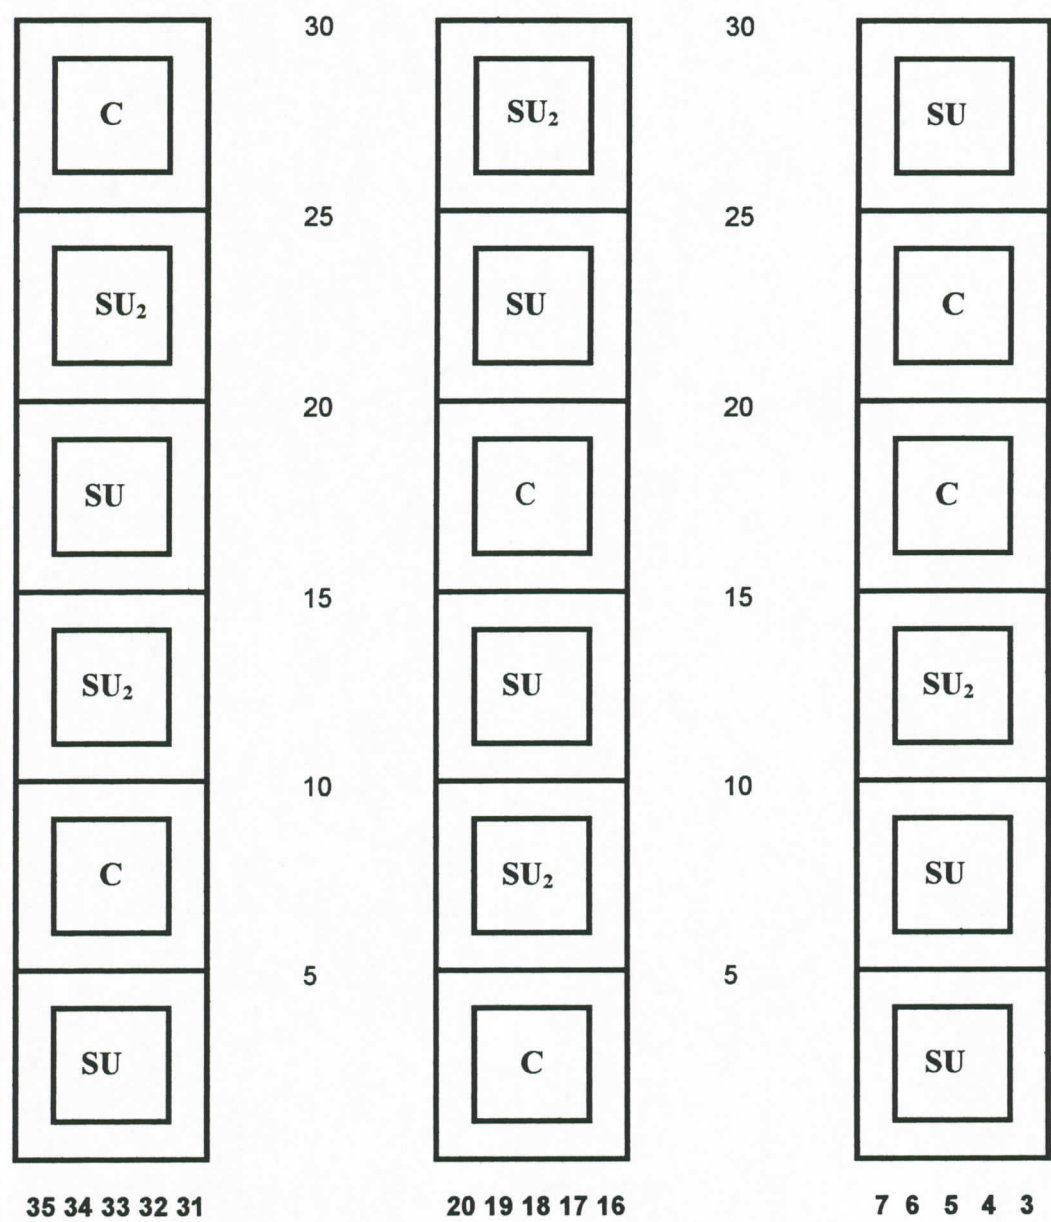 30 30
C SU₂ SU
25 25
SU₂ SU C
20 20
SU C C
15 15
SU₂ SU SU₂
10 10
C SU₂ SU
5 5
SU C SU
35 34 33 32 31 20 19 18 17 16 7 6 5 4 3